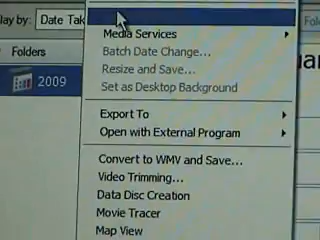 lay by:
Date Tak
Fol
Folders
2009
Media Services
Batch Date Change...
Resize and Save...
Set as Desktop Background
Export To
Open with External Program
Convert to WMV and Save...
Video Trimming...
Data Disc Creation
Movie Tracer
Map View